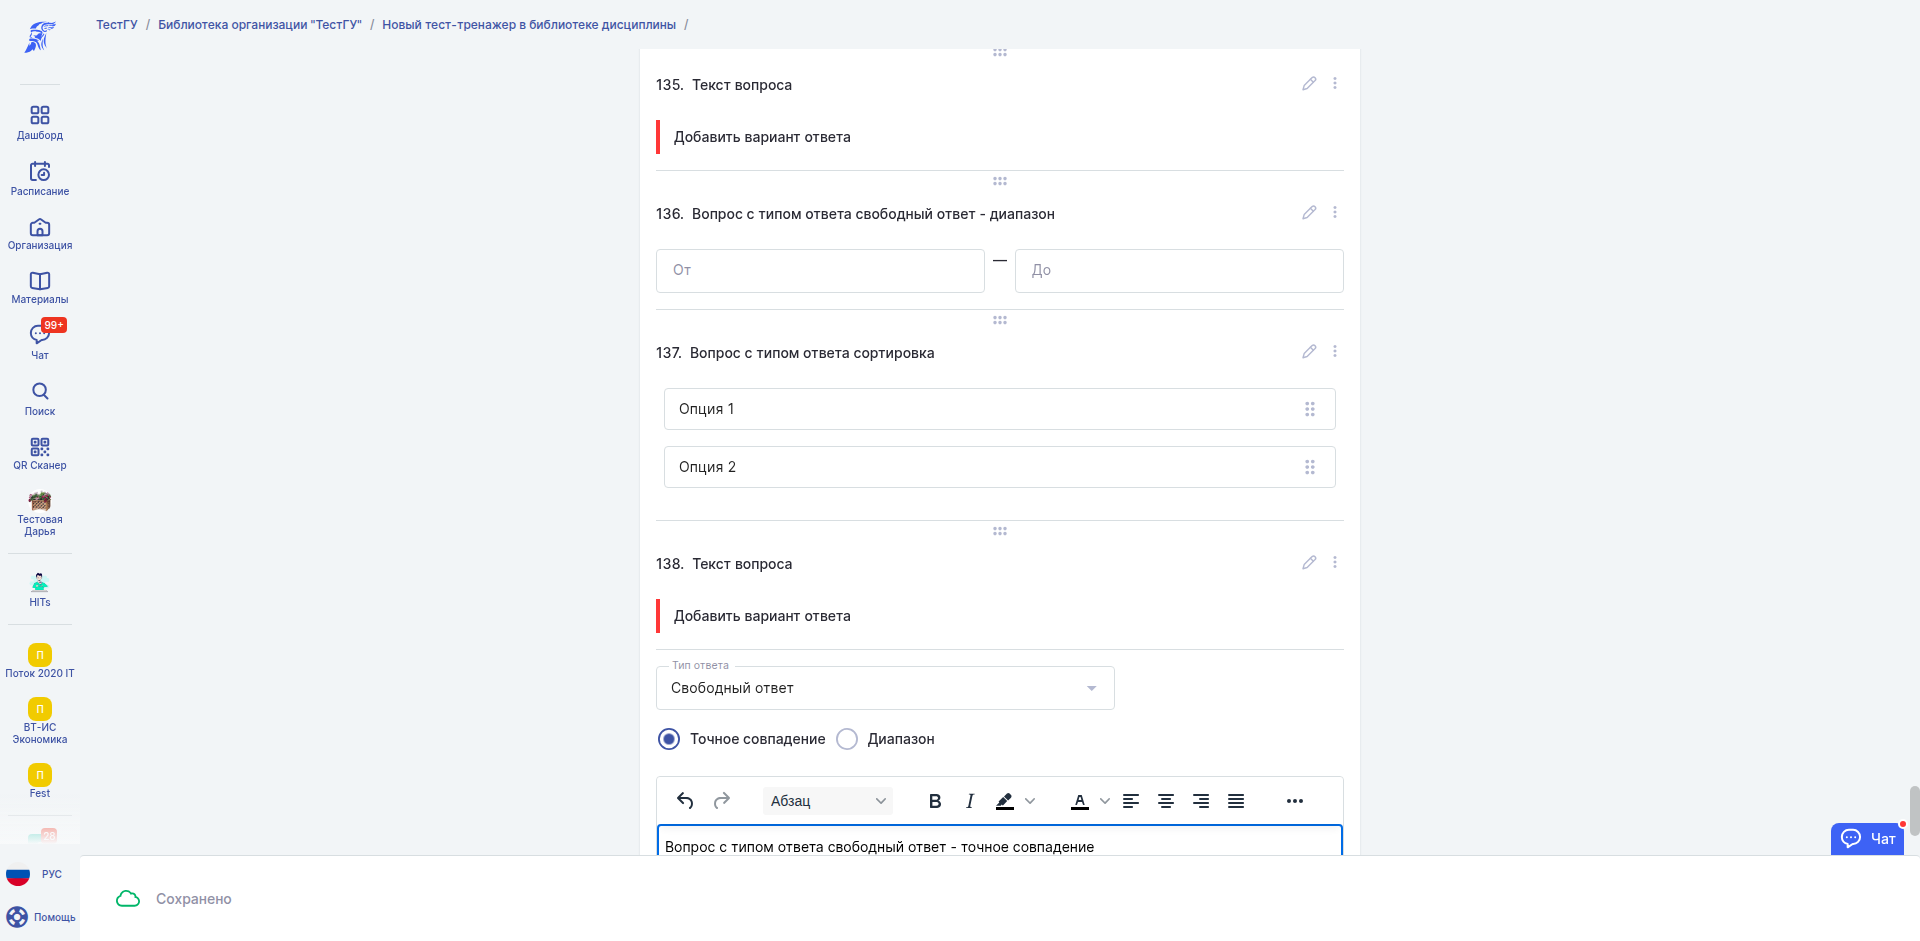 ТестГУ / Библиотека организации "ТестГУ" / Новый тест-тренажер в библиотеке дисциплины /
Дашборд
Расписание
Организация
Материалы
99+
Чат
Поиск
QR Сканер
Тестовая
Дарья
HITs
П
Поток 2020 IT
П
ВТ-ИС
Экономика
П
Fest
28
РУС
Помощь
135. Текст вопроса
Добавить вариант ответа
136. Вопрос с типом ответа свободный ответ - диапазон
От — До
137. Вопрос с типом ответа сортировка
Опция 1
Опция 2
138. Текст вопроса
Добавить вариант ответа
Тип ответа
Свободный ответ
Точное совпадение Диапазон
Абзац B I A
Вопрос с типом ответа свободный ответ - точное совпадение
Чат
Сохранено